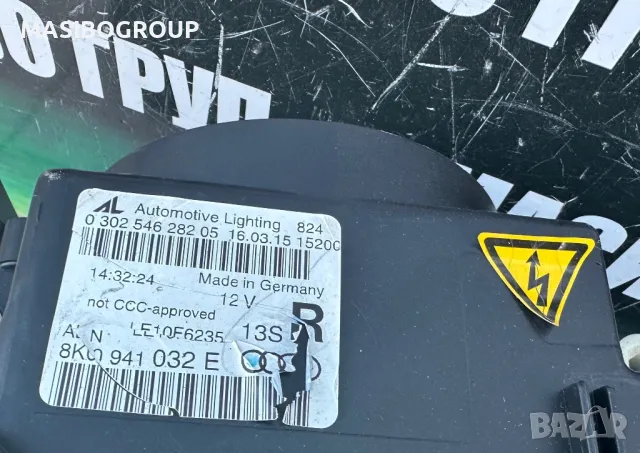 MASIBOGROUP
ГРУП
AL Automotive Lighting 824
0 302 546 282 05 16.03.15 1520
14:32:24 Made in Germany
12 V
not CCC-approved R
LE10F6235 13S
941 032 E
BAZAR